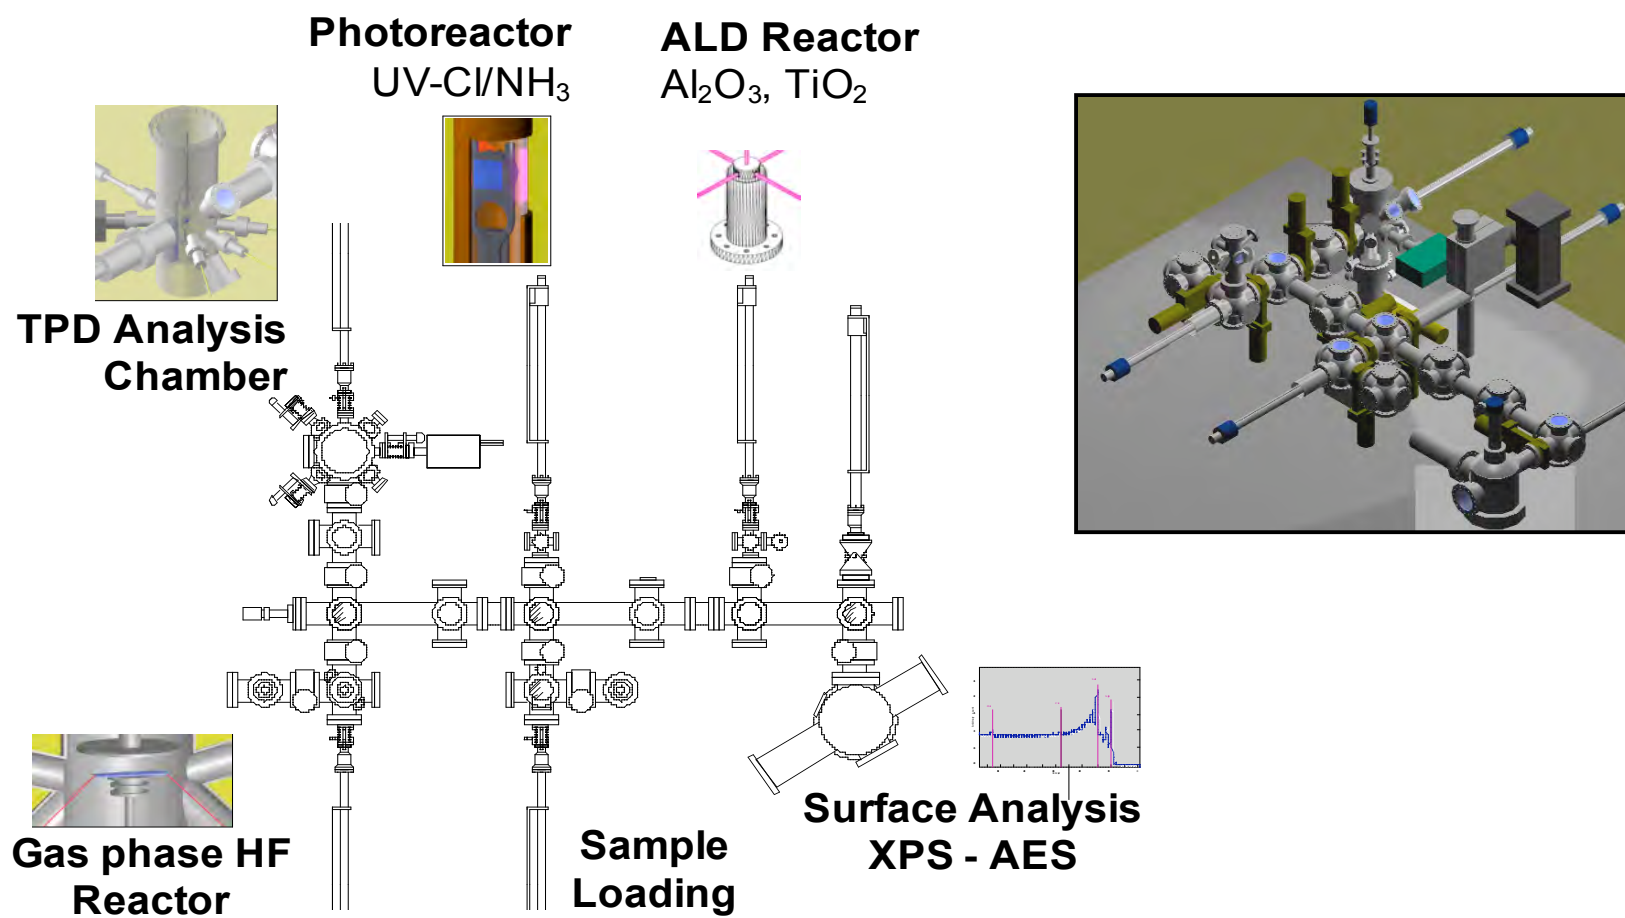 Photoreactor
UV-Cl/NH₃
ALD Reactor
Al₂O₃, TiO₂
TPD Analysis
Chamber
Gas phase HF
Reactor
Sample
Loading
Surface Analysis
XPS - AES